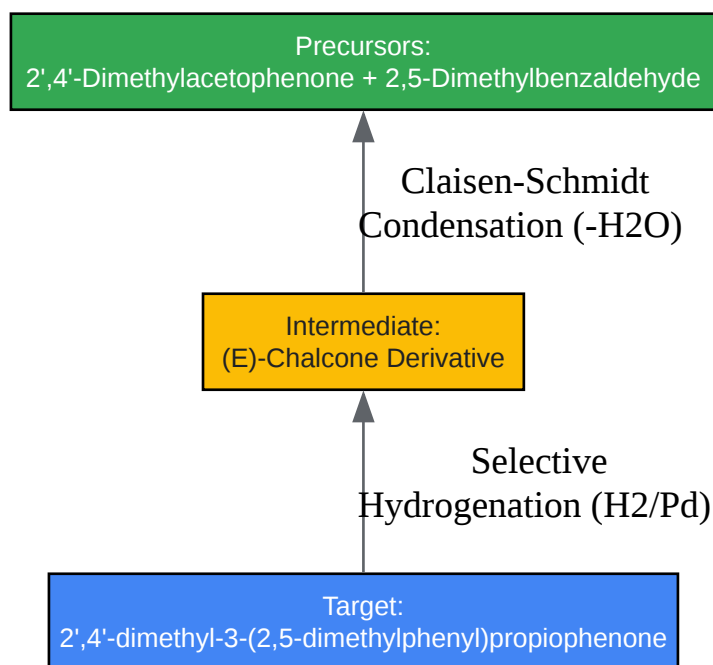 Precursors:
2',4'-Dimethylacetophenone + 2,5-Dimethylbenzaldehyde
Claisen-Schmidt
Condensation (-H2O)
Intermediate:
(E)-Chalcone Derivative
Selective
Hydrogenation (H2/Pd)
Target:
2',4'-dimethyl-3-(2,5-dimethylphenyl)propiophenone